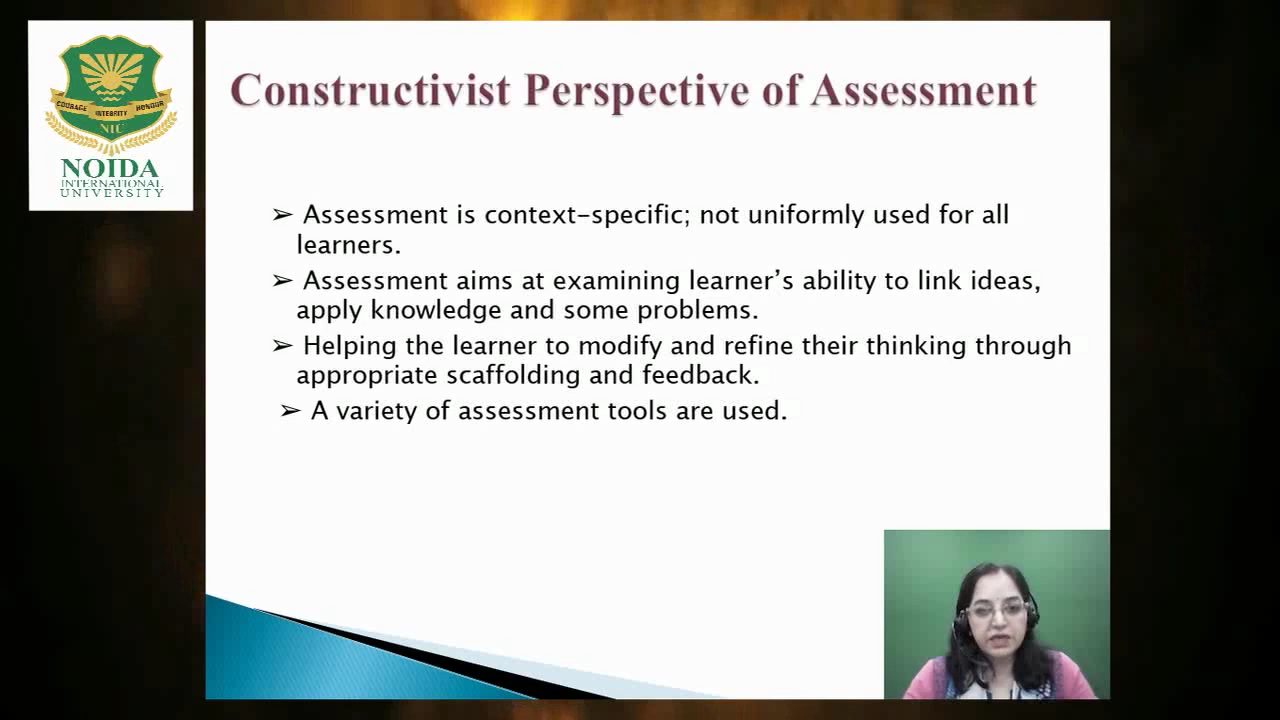 COURAGE
HONOUR
INTEGRITY
NIU
NOIDA
INTERNATIONAL
UNIVERSITY
Constructivist Perspective of Assessment
➢ Assessment is context-specific; not uniformly used for all
learners.
➢ Assessment aims at examining learner’s ability to link ideas,
apply knowledge and some problems.
➢ Helping the learner to modify and refine their thinking through
appropriate scaffolding and feedback.
➢ A variety of assessment tools are used.